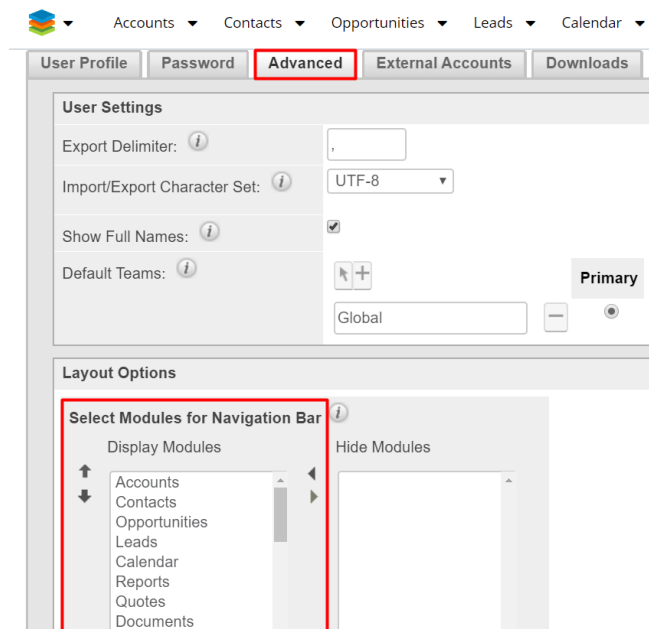 Accounts Contacts Opportunities Leads Calendar
User Profile Password Advanced External Accounts Downloads
User Settings
Export Delimiter: i ,
Import/Export Character Set: i UTF-8
Show Full Names: i
Default Teams: i
Primary
Global
Layout Options
Select Modules for Navigation Bar i
Display Modules Hide Modules
Accounts
Contacts
Opportunities
Leads
Calendar
Reports
Quotes
Documents